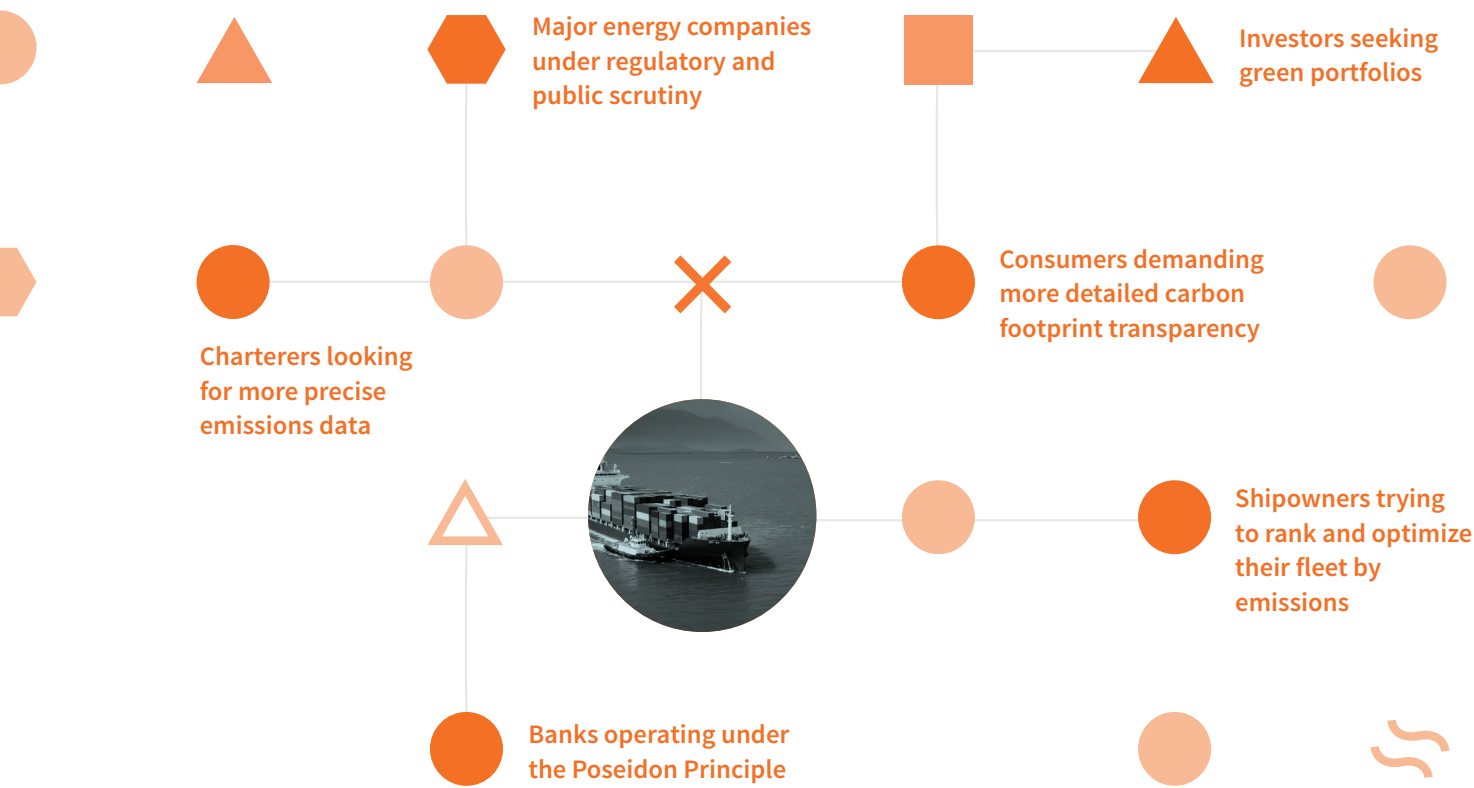 Major energy companies
under regulatory and
public scrutiny
Investors seeking
green portfolios
Consumers demanding
more detailed carbon
footprint transparency
Charterers looking
for more precise
emissions data
Shipowners trying
to rank and optimize
their fleet by
emissions
Banks operating under
the Poseidon Principle